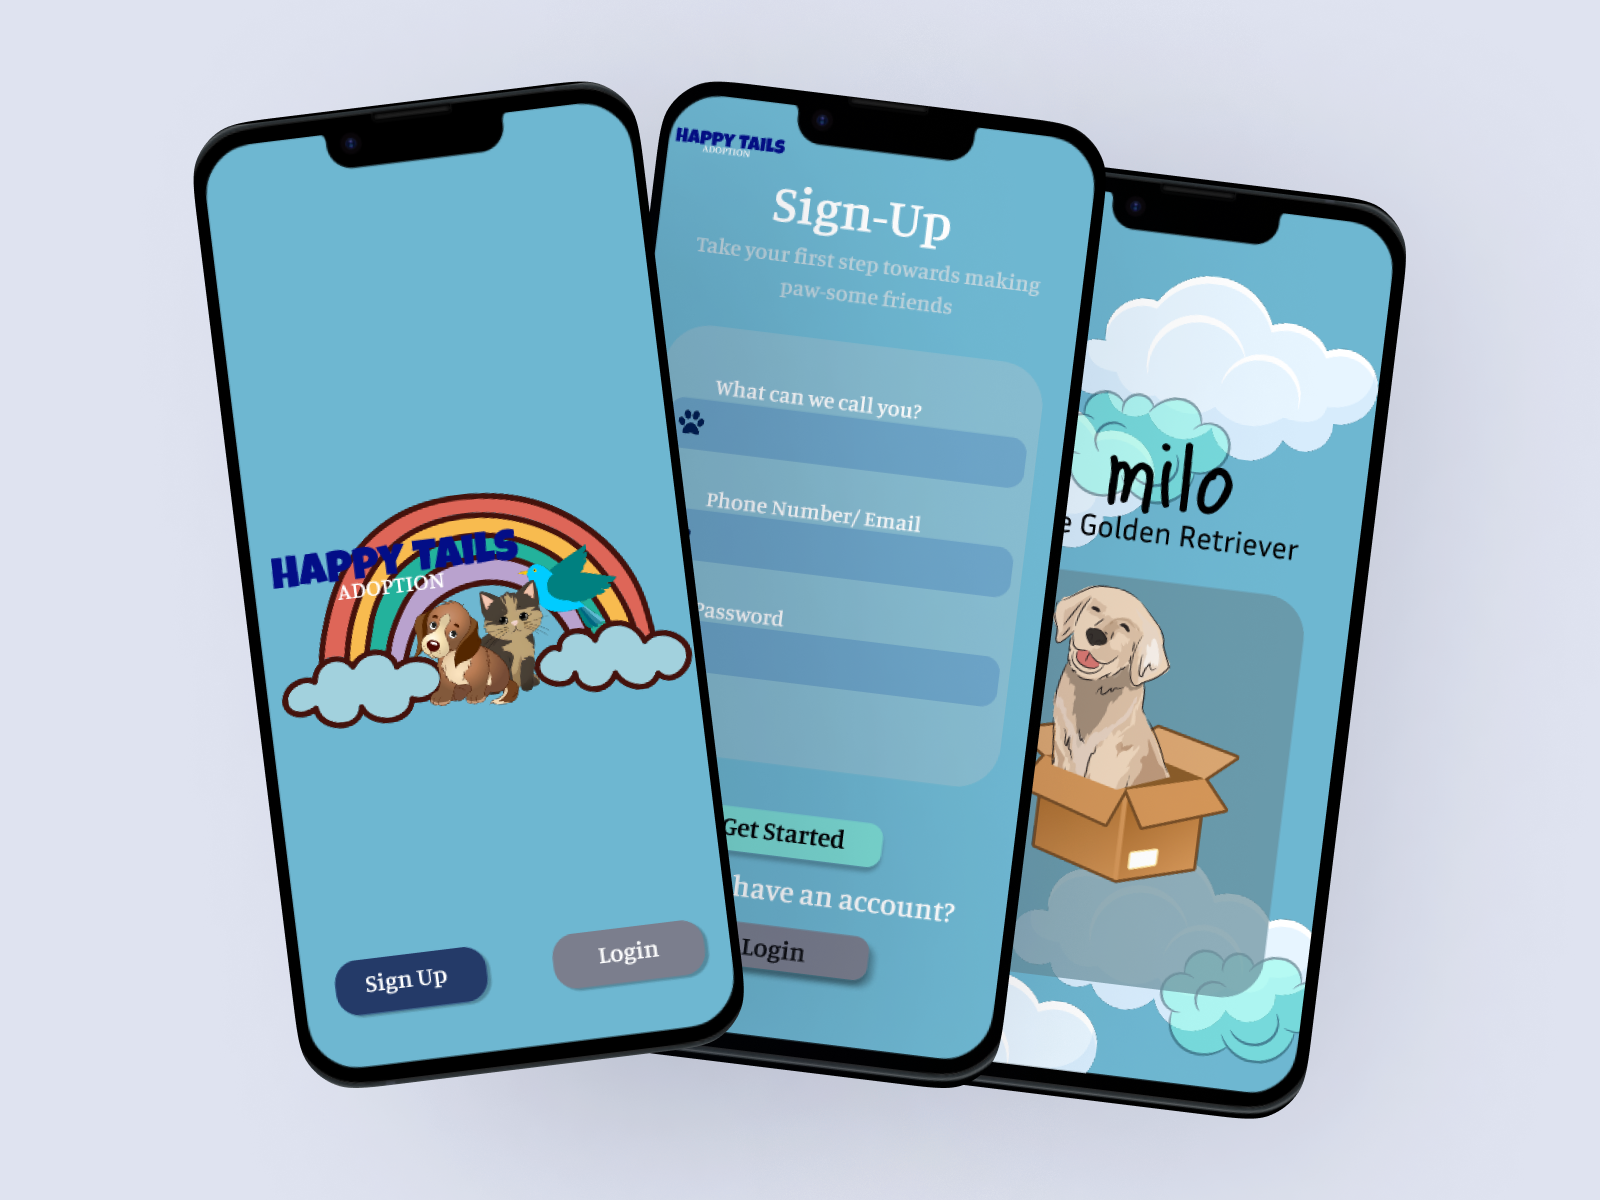 HAPPY TAILS
ADOPTION
Sign Up
Login
HAPPY TAILS
ADOPTION
Sign-Up
Take your first step towards making
paw-some friends
What can we call you?
Phone Number/ Email
Password
Get Started
have an account?
Login
milo
e Golden Retriever